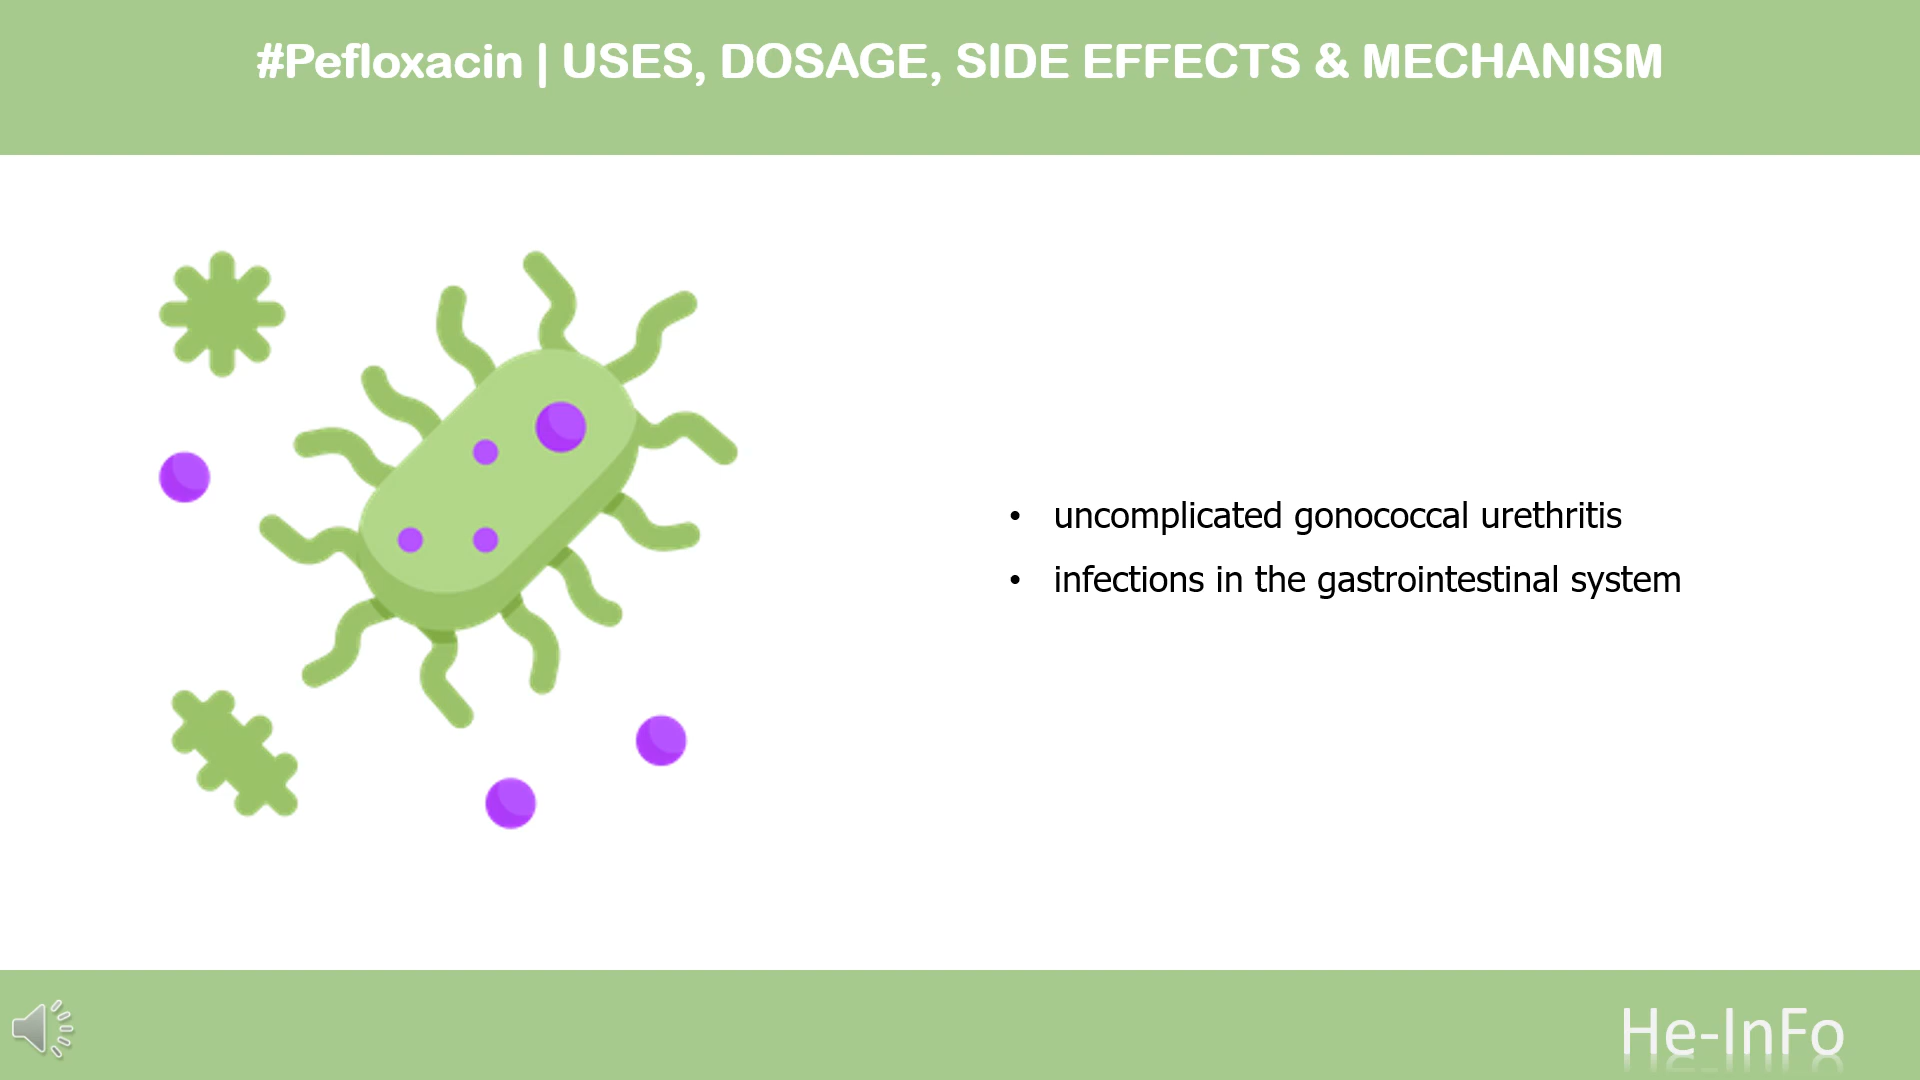 #Pefloxacin | USES, DOSAGE, SIDE EFFECTS & MECHANISM
• uncomplicated gonococcal urethritis
• infections in the gastrointestinal system
He-InFo